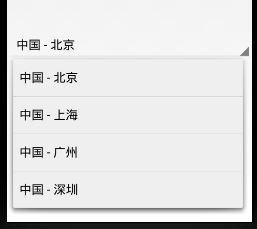 中国 - 北京
中国 - 北京
中国 - 上海
中国 - 广州
中国 - 深圳